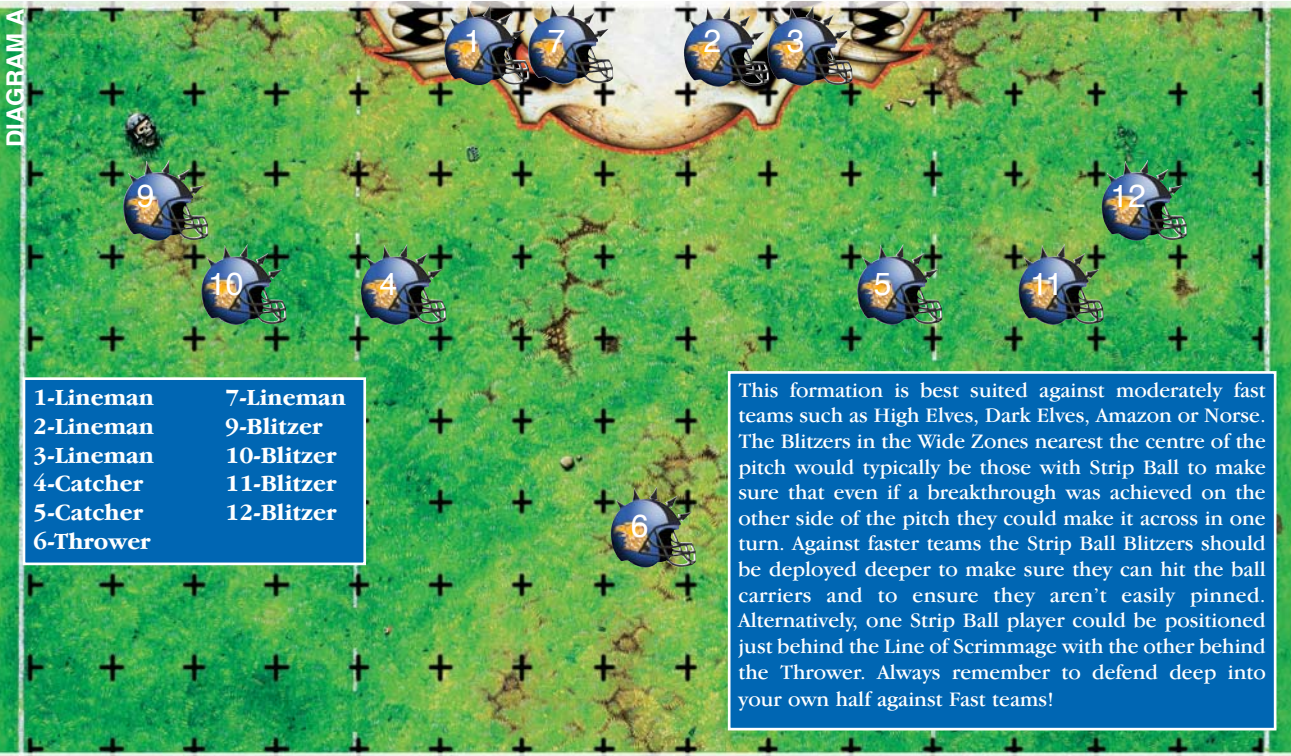 DIAGRAM A
1
7
2
3
9
12
10
4
5
11
6
1-Lineman
2-Lineman
3-Lineman
4-Catcher
5-Catcher
6-Thrower
7-Lineman
9-Blitzer
10-Blitzer
11-Blitzer
12-Blitzer
This formation is best suited against moderately fast
teams such as High Elves, Dark Elves, Amazon or Norse.
The Blitzers in the Wide Zones nearest the centre of the
pitch would typically be those with Strip Ball to make
sure that even if a breakthrough was achieved on the
other side of the pitch they could make it across in one
turn. Against faster teams the Strip Ball Blitzers should
be deployed deeper to make sure they can hit the ball
carriers and to ensure they aren't easily pinned.
Alternatively, one Strip Ball player could be positioned
just behind the Line of Scrimmage with the other behind
the Thrower. Always remember to defend deep into
your own half against Fast teams!